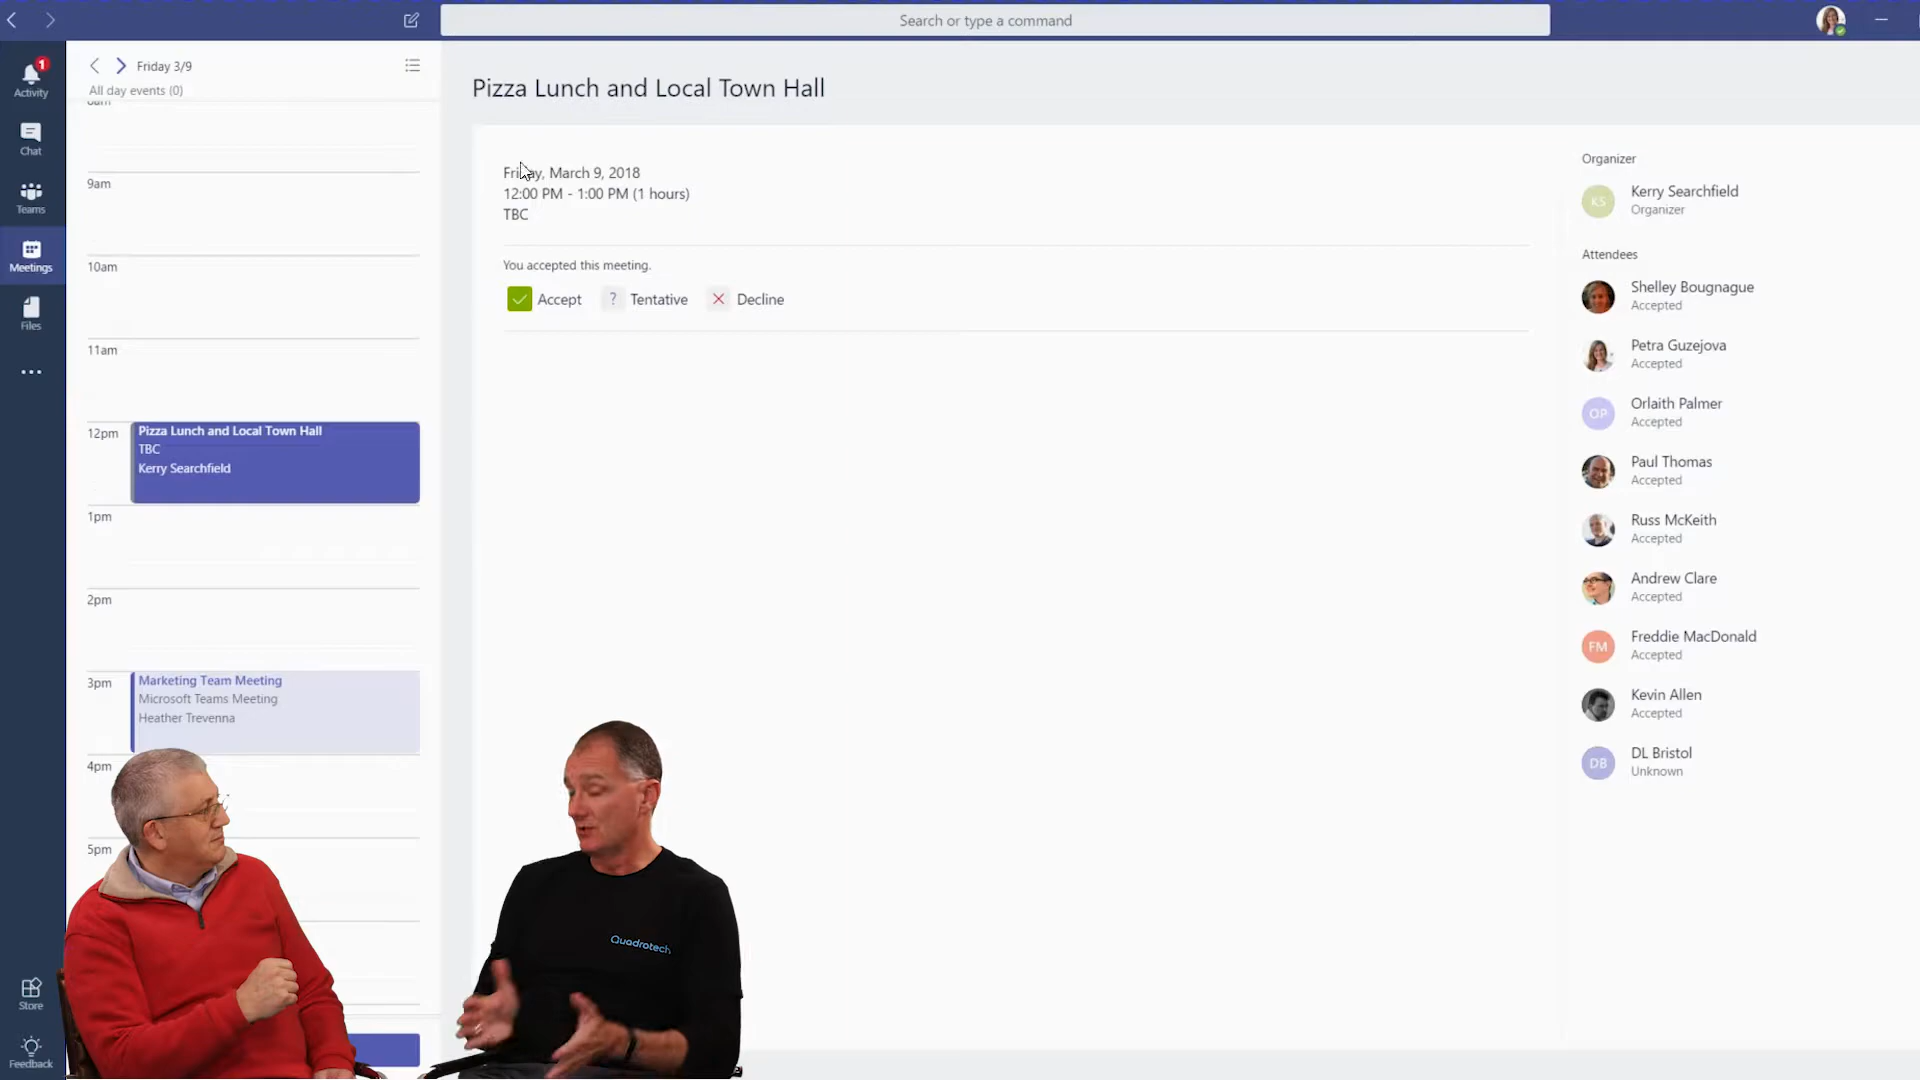 Search or type a command
1
Activity
Chat
Teams
Meetings
Files
Store
Feedback
Friday 3/9
All day events (0)
8am
9am
10am
11am
12pm
Pizza Lunch and Local Town Hall
TBC
Kerry Searchfield
1pm
2pm
3pm
Marketing Team Meeting
Microsoft Teams Meeting
Heather Trevenna
4pm
5pm
Pizza Lunch and Local Town Hall
Friday, March 9, 2018
12:00 PM - 1:00 PM (1 hours)
TBC
You accepted this meeting.
? Accept Tentative Decline
Organizer
KS
Kerry Searchfield
Organizer
Attendees
Shelley Bougnague
Accepted
Petra Guzejova
Accepted
OP
Orlaith Palmer
Accepted
Paul Thomas
Accepted
Russ McKeith
Accepted
Andrew Clare
Accepted
FM
Freddie MacDonald
Accepted
Kevin Allen
Accepted
DB
DL Bristol
Unknown
Quadrotech